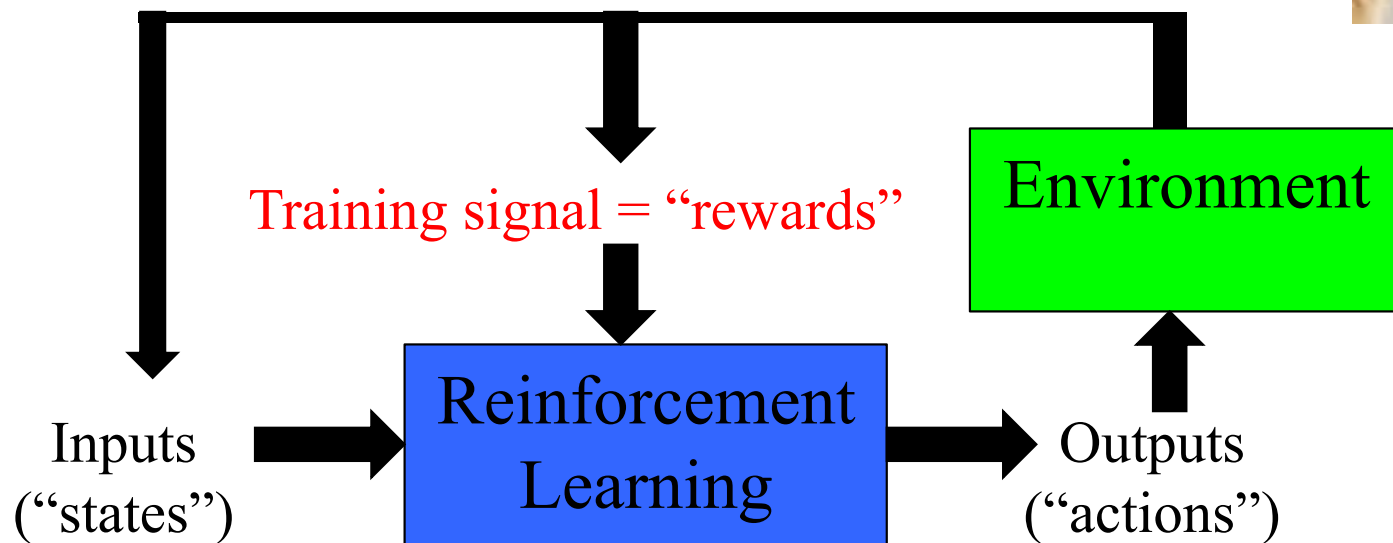 Training signal = “rewards”
Environment
Inputs
(“states”)
Reinforcement
Learning
Outputs
(“actions”)